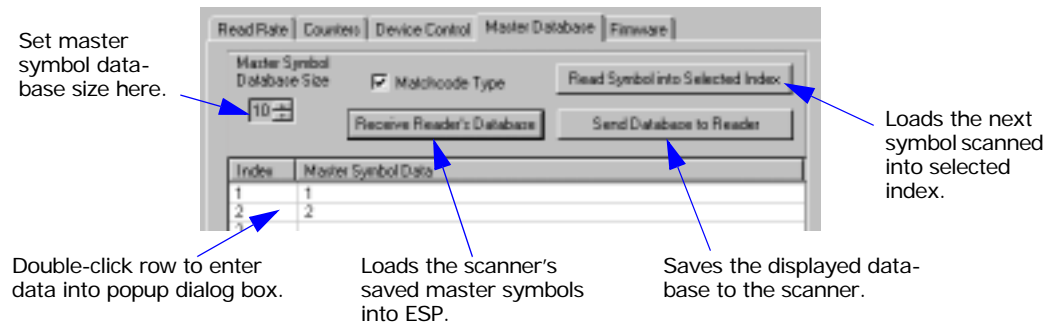 Read Rate Counters Device Control Master Database Firmware
Set master
symbol data-
base size here.
Master Symbol
Database Size
Matchcode Type
Read Symbol into Selected Index
10
Receive Reader's Database
Send Database to Reader
Loads the next
symbol scanned
into selected
index.
Index Master Symbol Data
1 1
2 2
Double-click row to enter
data into popup dialog box.
Loads the scanner's
saved master symbols
into ESP.
Saves the displayed data-
base to the scanner.